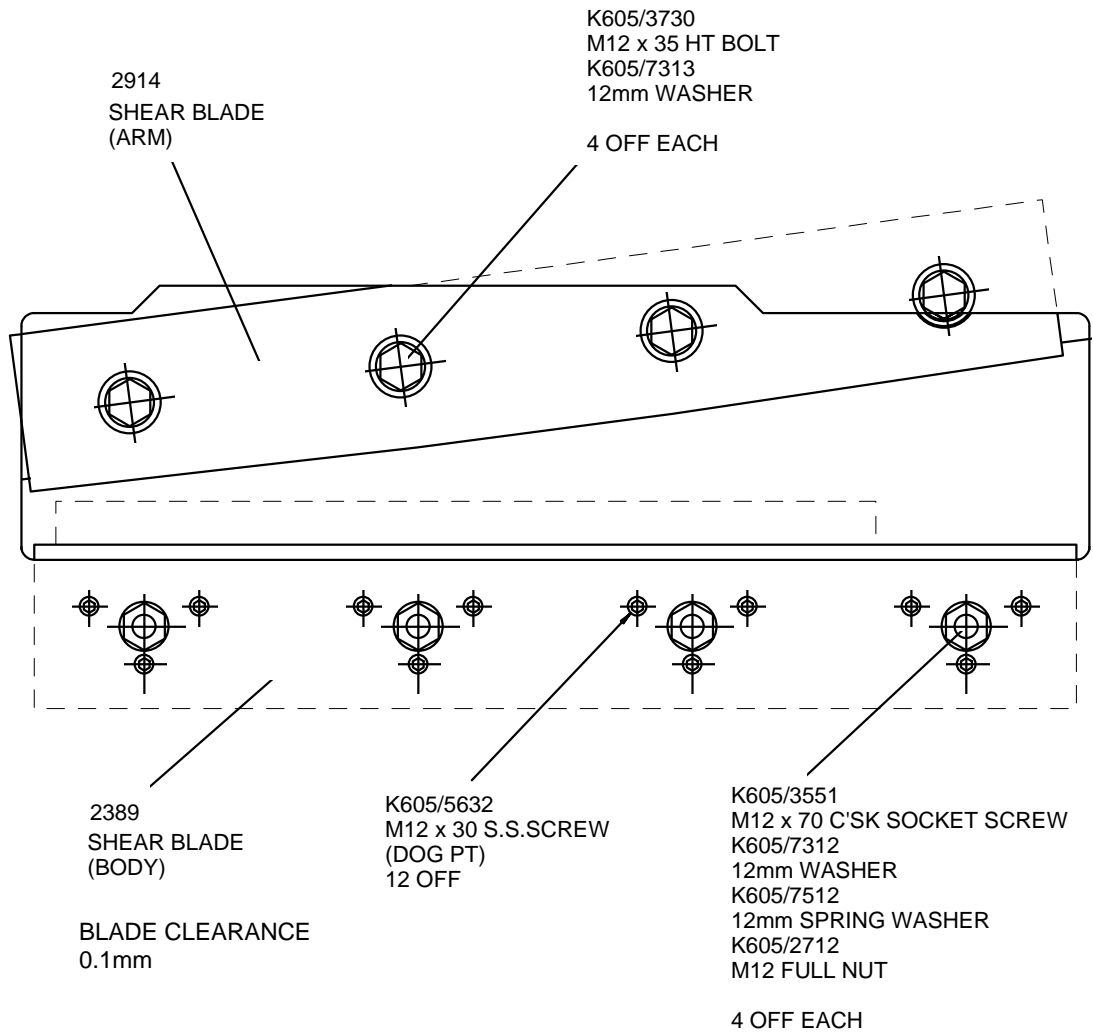 K605/3730
M12 x 35 HT BOLT
K605/7313
12mm WASHER
4 OFF EACH
2914
SHEAR BLADE
(ARM)
2389
SHEAR BLADE
(BODY)
BLADE CLEARANCE
0.1mm
K605/5632
M12 x 30 S.S.SCREW
(DOG PT)
12 OFF
K605/3551
M12 x 70 C'SK SOCKET SCREW
K605/7312
12mm WASHER
K605/7512
12mm SPRING WASHER
K605/2712
M12 FULL NUT
4 OFF EACH